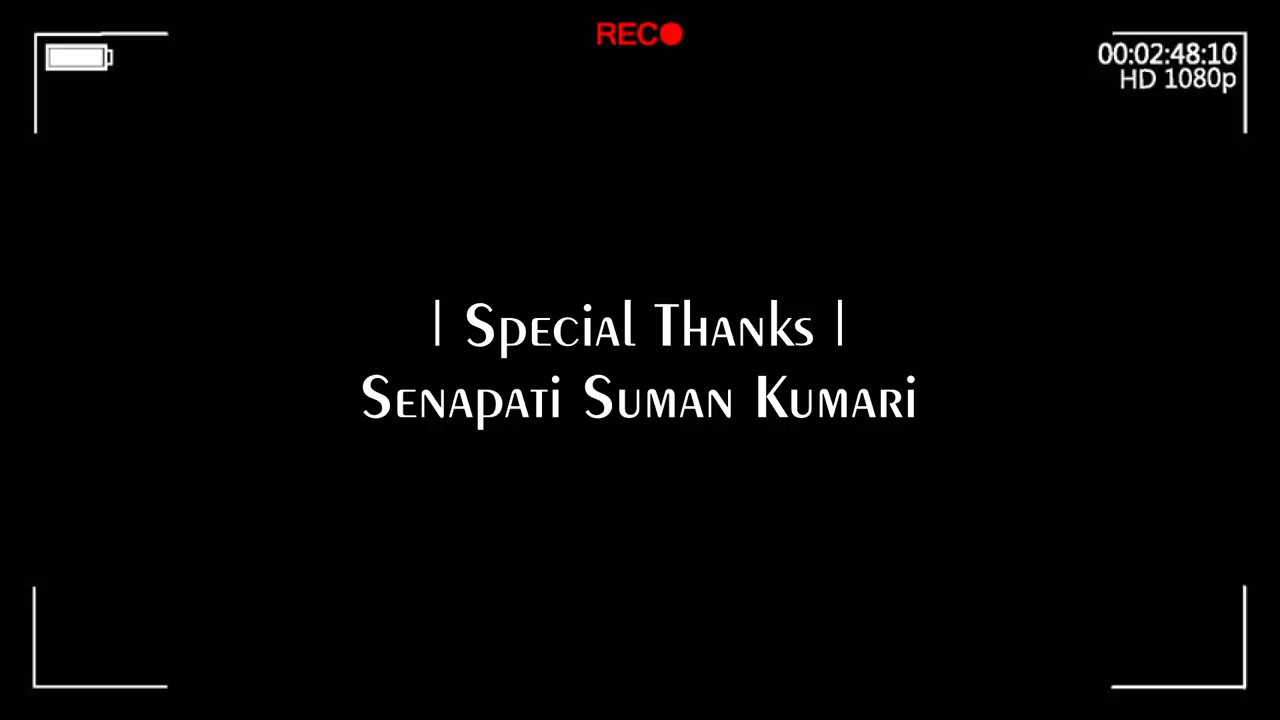 REC
00:02:48:10
HD 1080p
| Special Thanks |
Senapati Suman Kumari